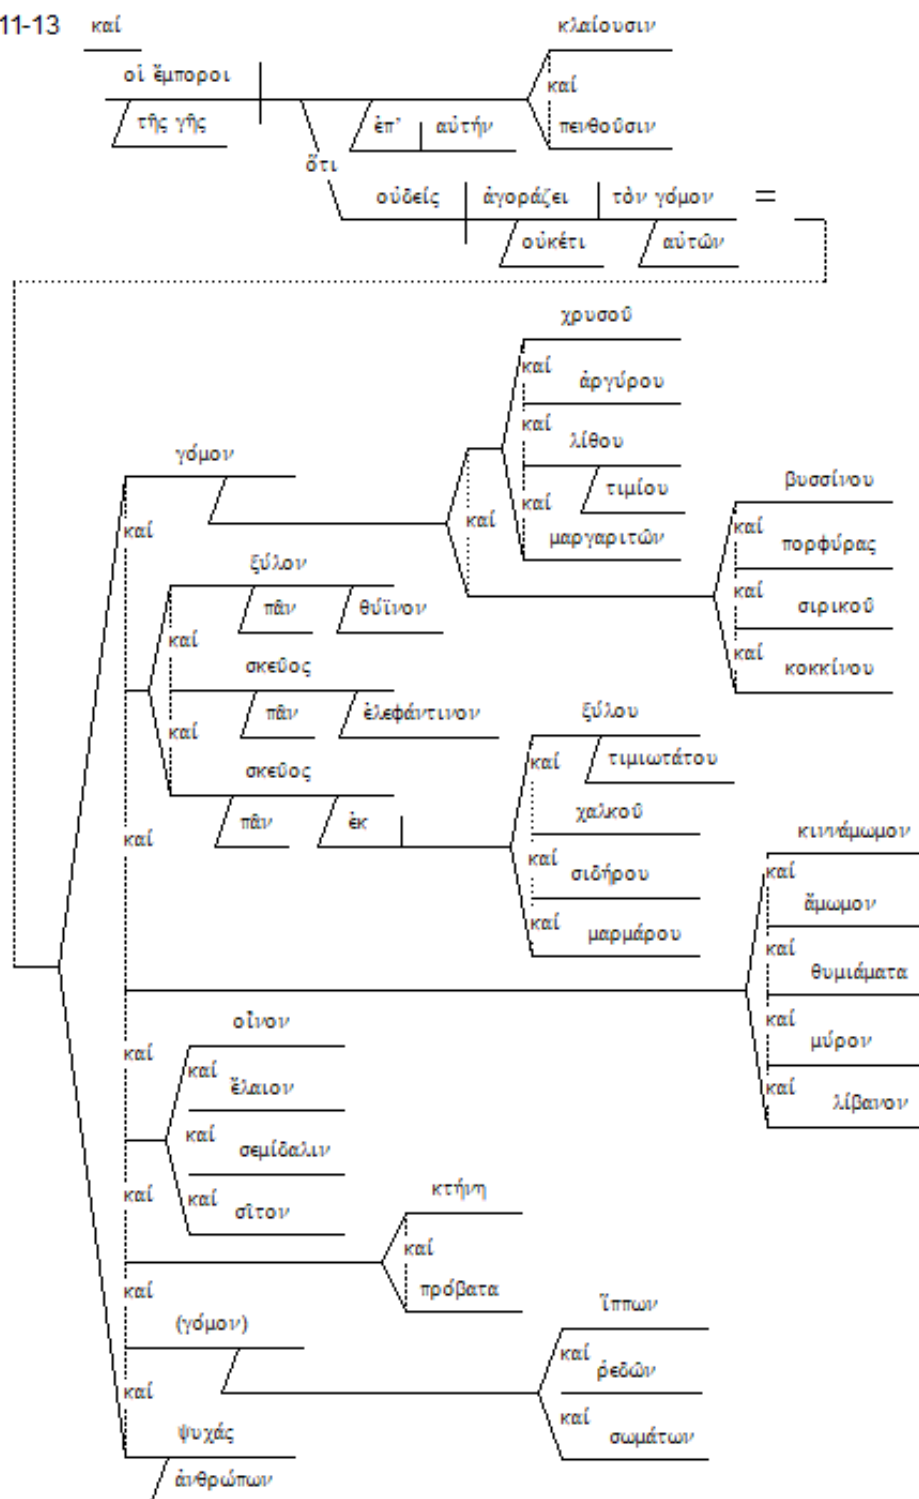 11-13 καί
κλαίουσιν
οἱ ἔμποροι
καί
τῆς γῆς
ἐπ' αὐτήν
πενθοῦσιν
ὅτι
οὐδείς ἀγοράζει τὸν γόμον =
οὐκέτι αὐτῶν
χρυσοῦ
καί
ἀργύρου
καί
λίθου
γόμον
τιμίου
καί
μαργαριτῶν
καί
βυσσίνου
καί
πορφύρας
καί
σιρικοῦ
καί
κοκκίνου
καί
ξύλον
πᾶν θύϊνον
καί
σκεῦος
πᾶν ἐλεφάντινον
καί
σκεῦος
πᾶν ἐκ
ξύλου
τιμιωτάτου
καί
χαλκοῦ
καί
σιδήρου
καί
μαρμάρου
καί
κιννάμωμον
καί
ἄμωμον
καί
θυμιάματα
καί
μύρον
καί
λίβανον
καί
οἶνον
καί
ἔλαιον
καί
σεμίδαλιν
καί
σῖτον
καί
κτήνη
καί
πρόβατα
καί
(γόμον)
ἵππων
καί
ῥεδῶν
καί
σωμάτων
καί
ψυχάς
ἀνθρώπων